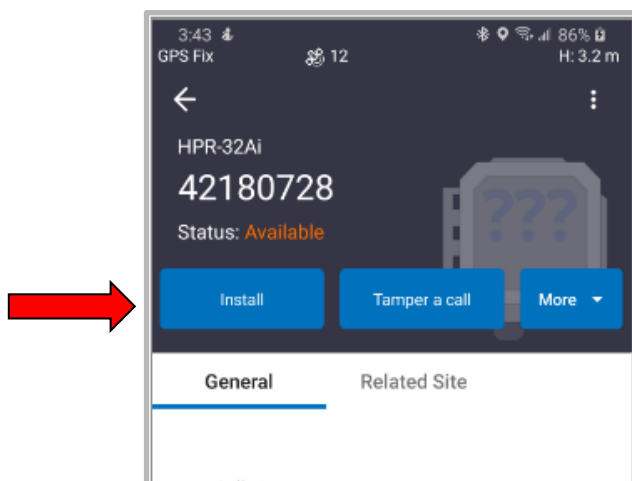 3:43 86%
GPS Fix 12 H: 3.2 m
HPR-32Ai
42180728
???
Status: Available
Install Tamper a call More
General Related Site